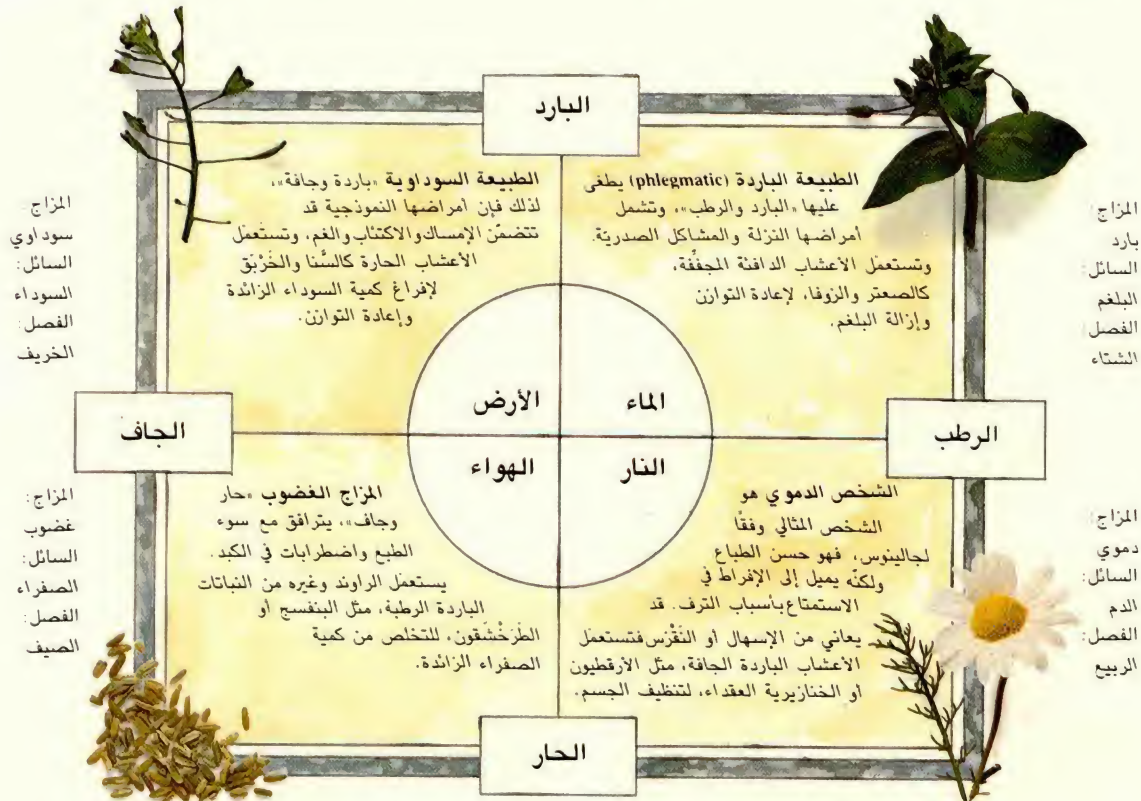 البارد
المزاج:
بارد
السائل:
البلغم
الفصل:
الشتاء
الطبيعة الباردة (phlegmatic) يطغى
عليها «البارد والرطب»، وتشمل
أمراضها النزلة والمشاكل الصدريّة.
وتستعمَل الأعشاب الدافئة المجفِّفة،
كالصعتر والزوفا، لإعادة التوازن
وإزالة البلغم.
الطبيعة السوداوية «باردة وجافة»،
لذلك فإن أمراضها النموذجية قد
تتضمّن الإمساك والاكتئاب والغم، وتستعمَل
الأعشاب الحارة كالسَّنا والخَرْبَق
لإفراغ كمية السوداء الزائدة
وإعادة التوازن.
المزاج:
سوداوي
السائل:
السوداء
الفصل:
الخريف
الماء
الأرض
الرطب
الجاف
النار
الهواء
المزاج:
دموي
السائل:
الدم
الفصل:
الربيع
الشخص الدموي هو
الشخص المثالي وفقًا
لجالينوس، فهو حسن الطباع
ولكنّه يميل إلى الإفراط في
الاستمتاع بأسباب الترف. قد
يعاني من الإسهال أو النَقْرَس فتستعمَل
الأعشاب الباردة الجافة، مثل الأرقطيون
أو الخنازيرية العقداء، لتنظيف الجسم.
المزاج الغضوب «حار
وجاف»، يترافق مع سوء
الطبع واضطرابات في الكبد.
يستعمَل الراوند وغيره من النباتات
الباردة الرطبة، مثل البنفسج أو
الطَرَخْشَقون، للتخلص من كمية
الصفراء الزائدة.
المزاج:
غضوب
السائل:
الصفراء
الفصل:
الصيف
الحار